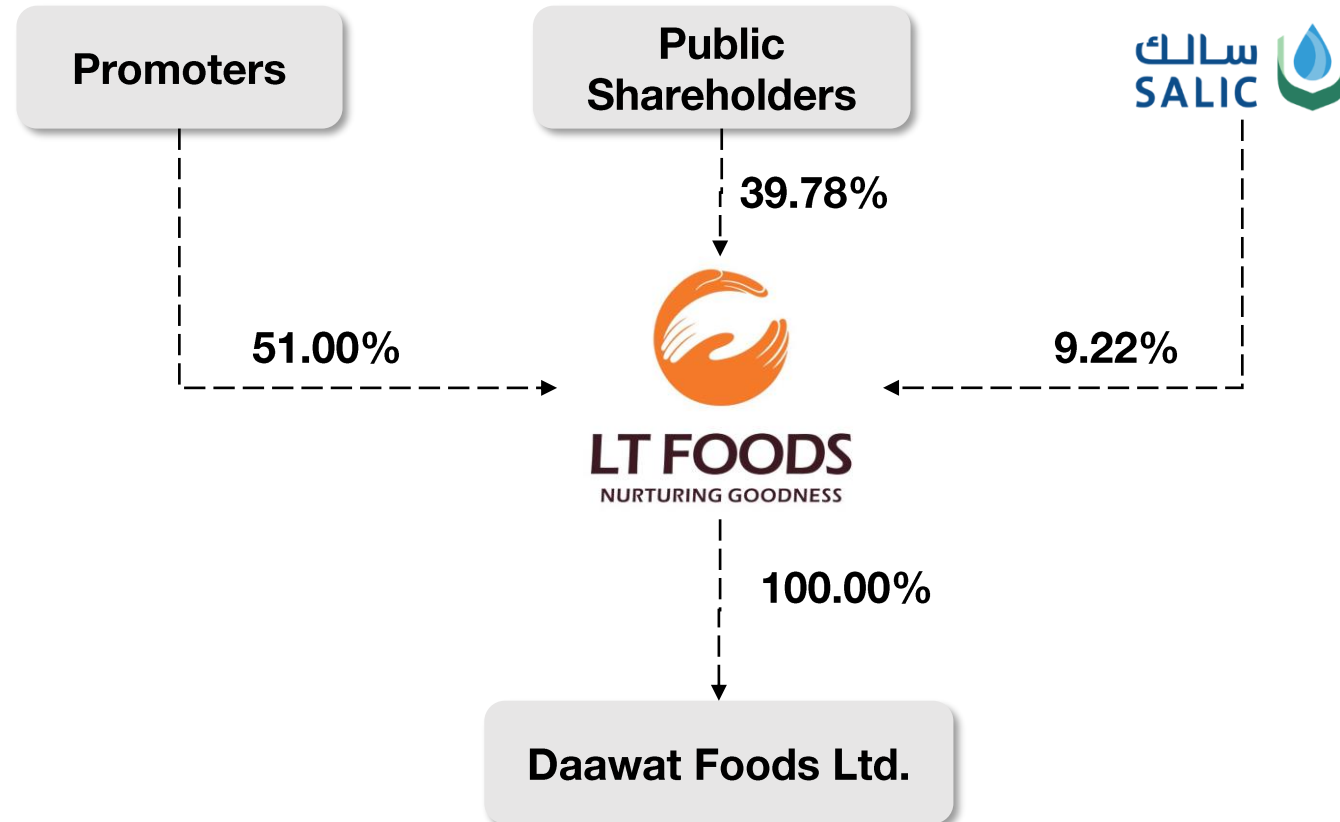 Promoters
Public
Shareholders
سالك
SALIC
39.78%
51.00%
9.22%
LT FOODS
NURTURING GOODNESS
100.00%
Daawat Foods Ltd.